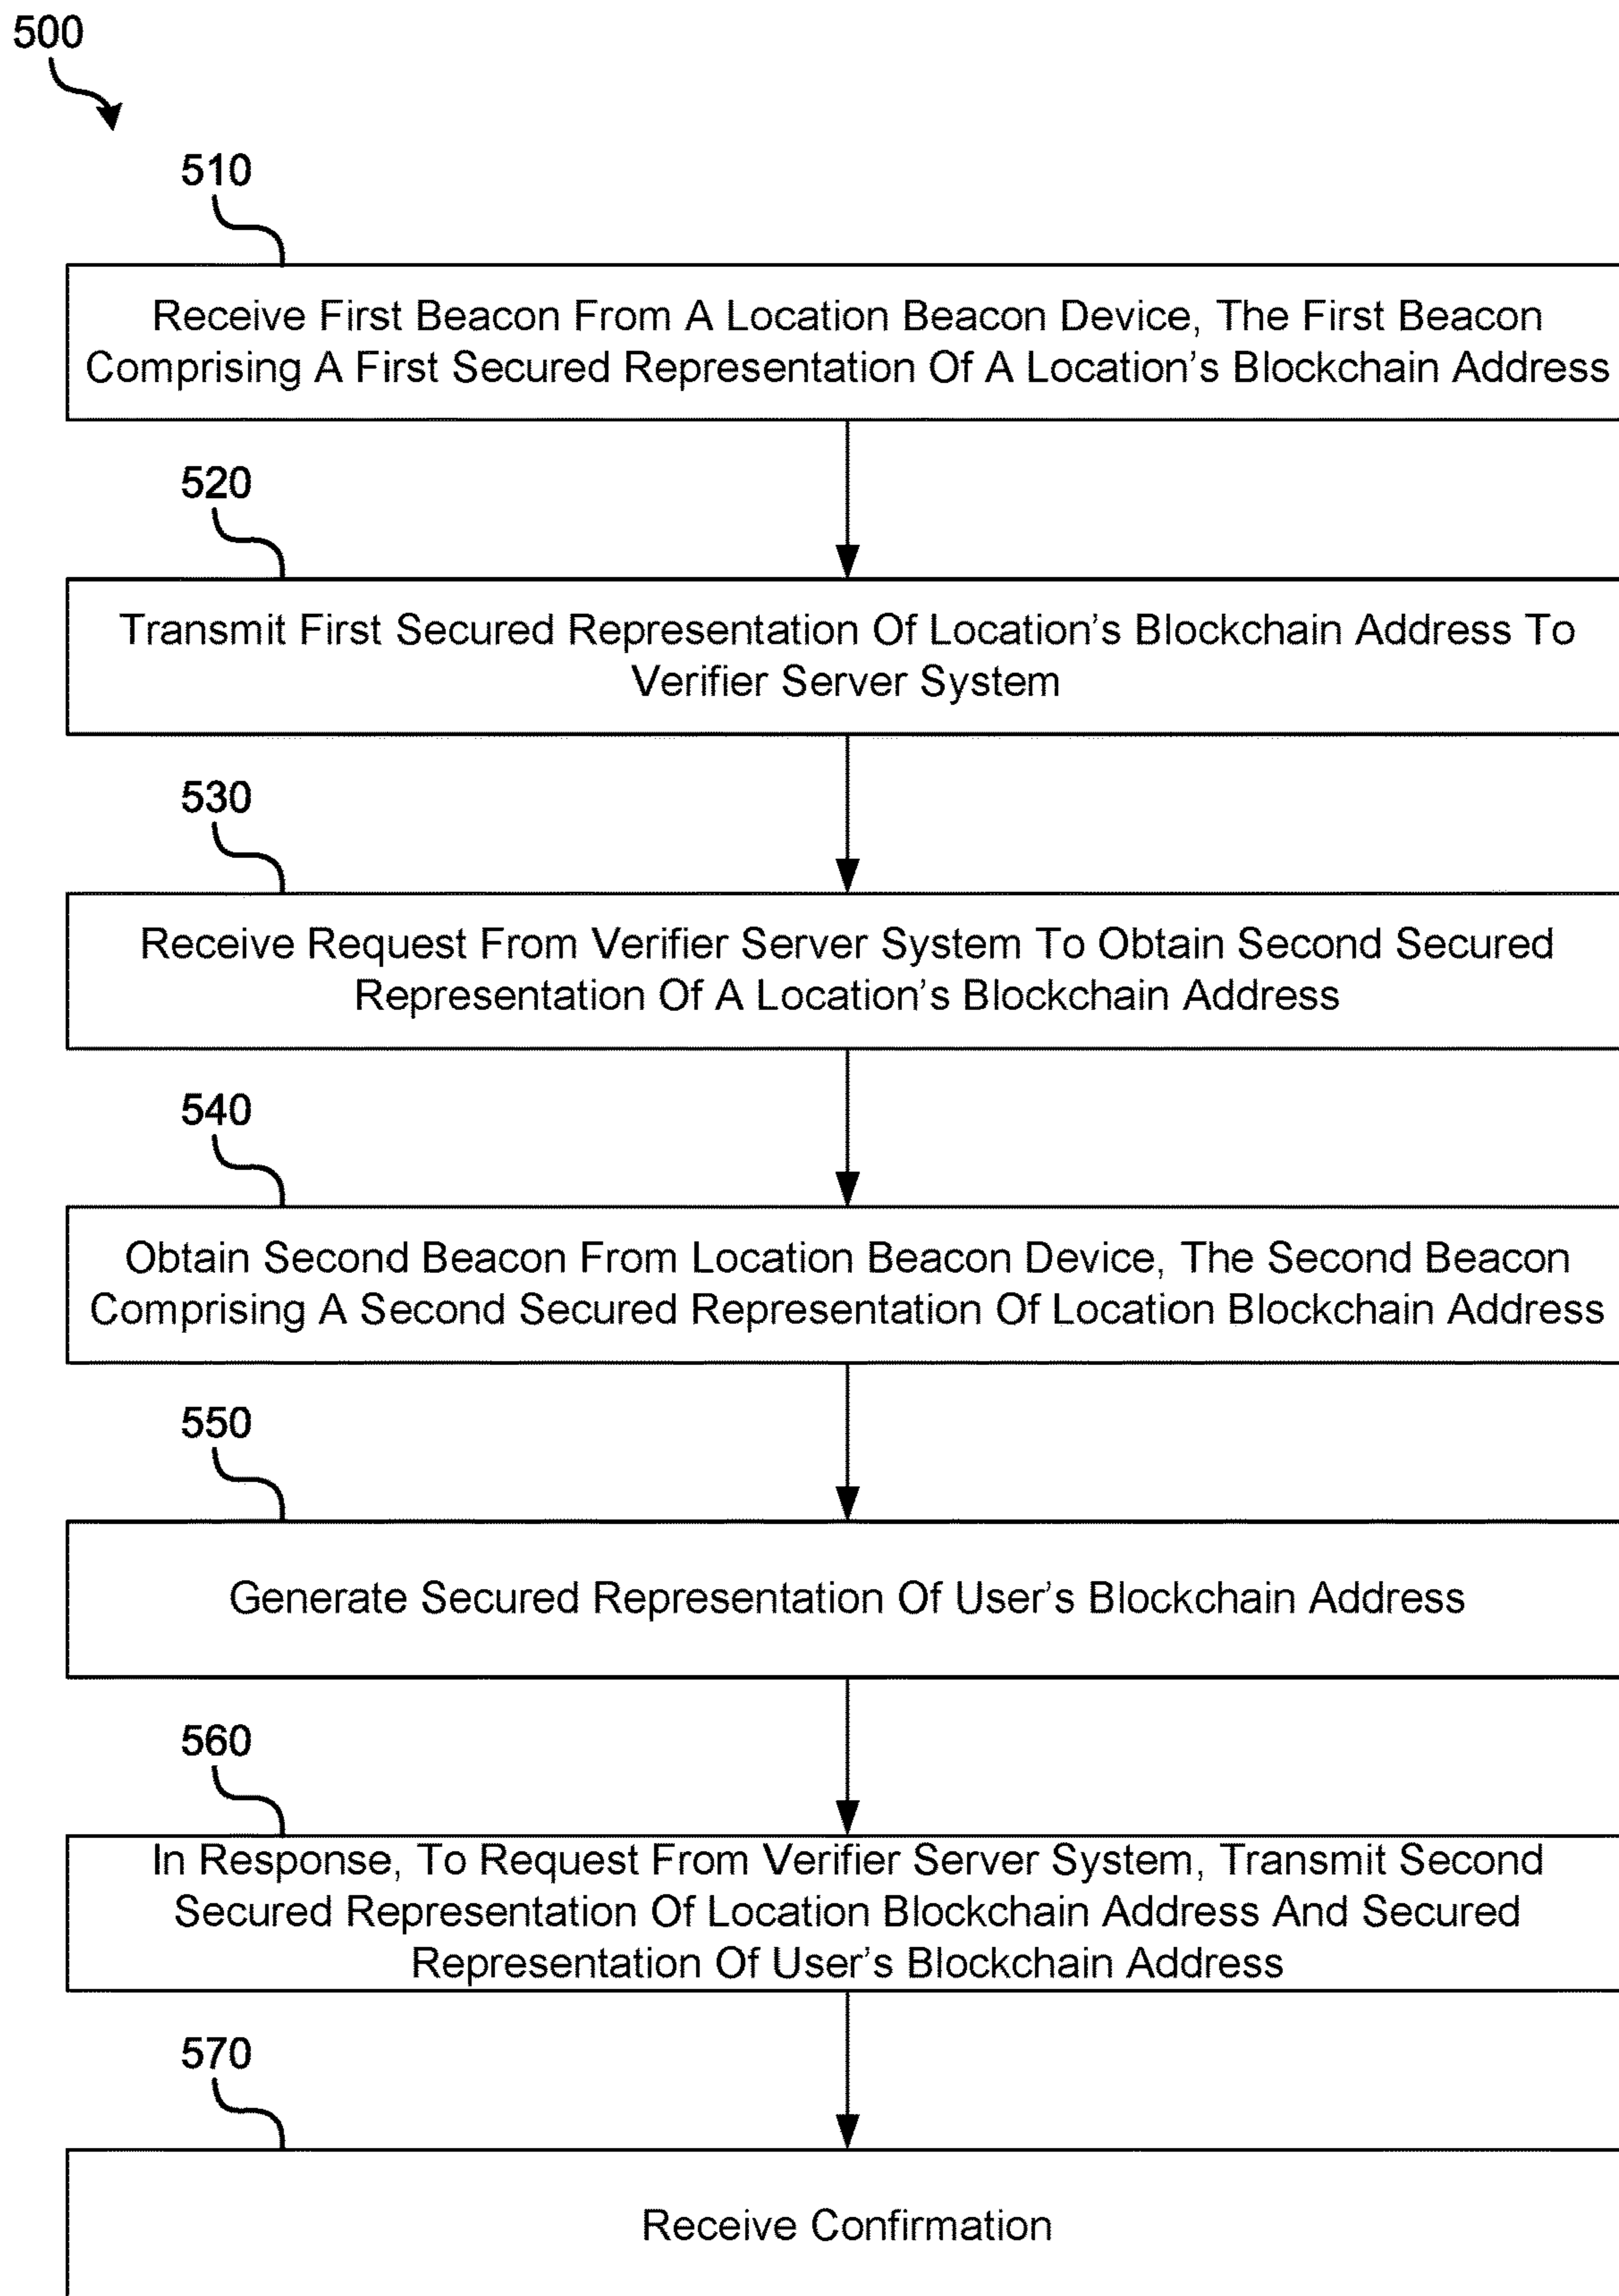 500
510
Receive First Beacon From A Location Beacon Device, The First Beacon
Comprising A First Secured Representation Of A Location's Blockchain Address
520
Transmit First Secured Representation Of Location's Blockchain Address To
Verifier Server System
530
Receive Request From Verifier Server System To Obtain Second Secured
Representation Of A Location's Blockchain Address
540
Obtain Second Beacon From Location Beacon Device, The Second Beacon
Comprising A Second Secured Representation Of Location Blockchain Address
550
Generate Secured Representation Of User's Blockchain Address
560
In Response, To Request From Verifier Server System, Transmit Second
Secured Representation Of Location Blockchain Address And Secured
Representation Of User's Blockchain Address
570
Receive Confirmation